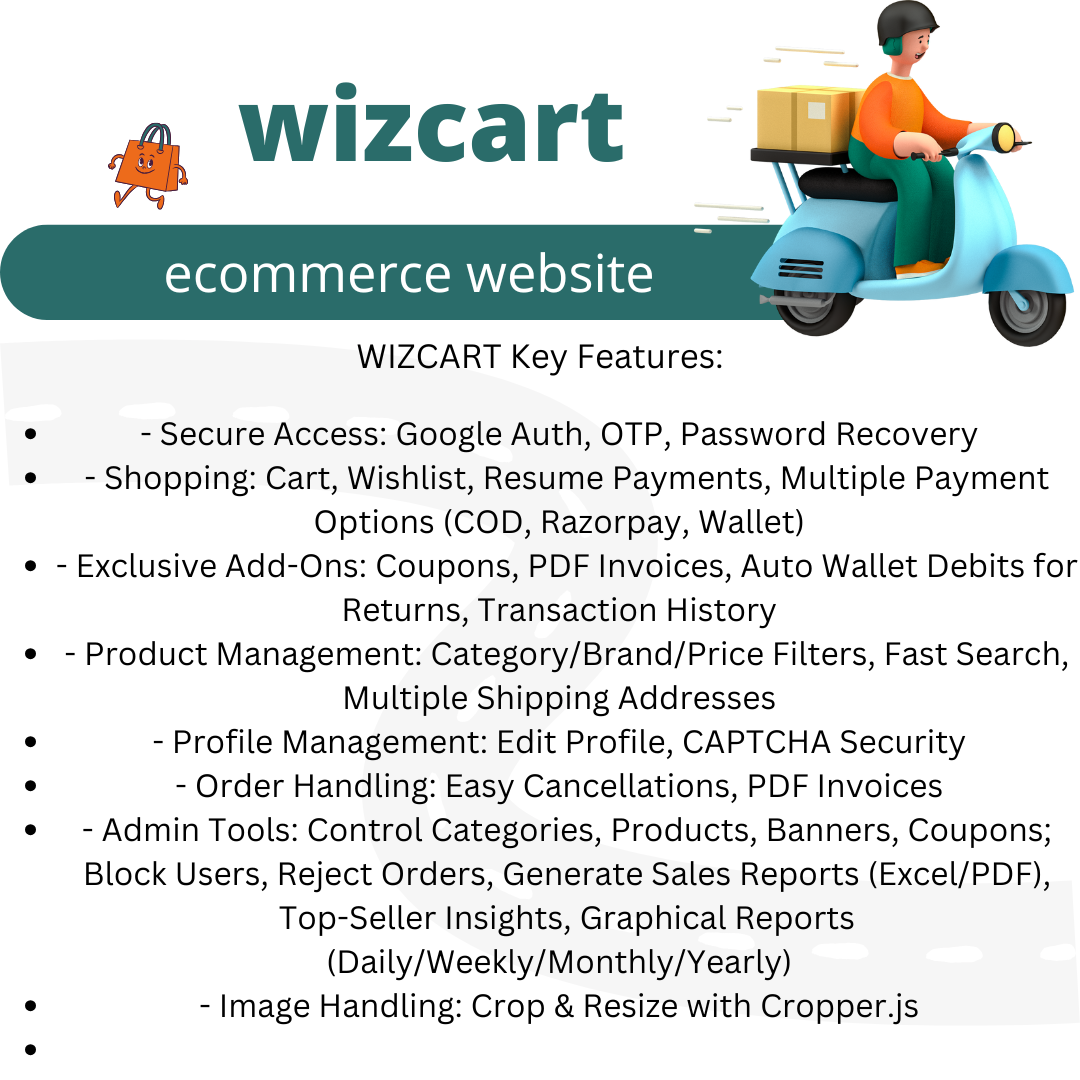 wizcart
ecommerce website
WIZCART Key Features:
• - Secure Access: Google Auth, OTP, Password Recovery
• - Shopping: Cart, Wishlist, Resume Payments, Multiple Payment
Options (COD, Razorpay, Wallet)
• - Exclusive Add-Ons: Coupons, PDF Invoices, Auto Wallet Debits for
Returns, Transaction History
• - Product Management: Category/Brand/Price Filters, Fast Search,
Multiple Shipping Addresses
• - Profile Management: Edit Profile, CAPTCHA Security
• - Order Handling: Easy Cancellations, PDF Invoices
• - Admin Tools: Control Categories, Products, Banners, Coupons;
Block Users, Reject Orders, Generate Sales Reports (Excel/PDF),
Top-Seller Insights, Graphical Reports
(Daily/Weekly/Monthly/Yearly)
• - Image Handling: Crop & Resize with Cropper.js
•